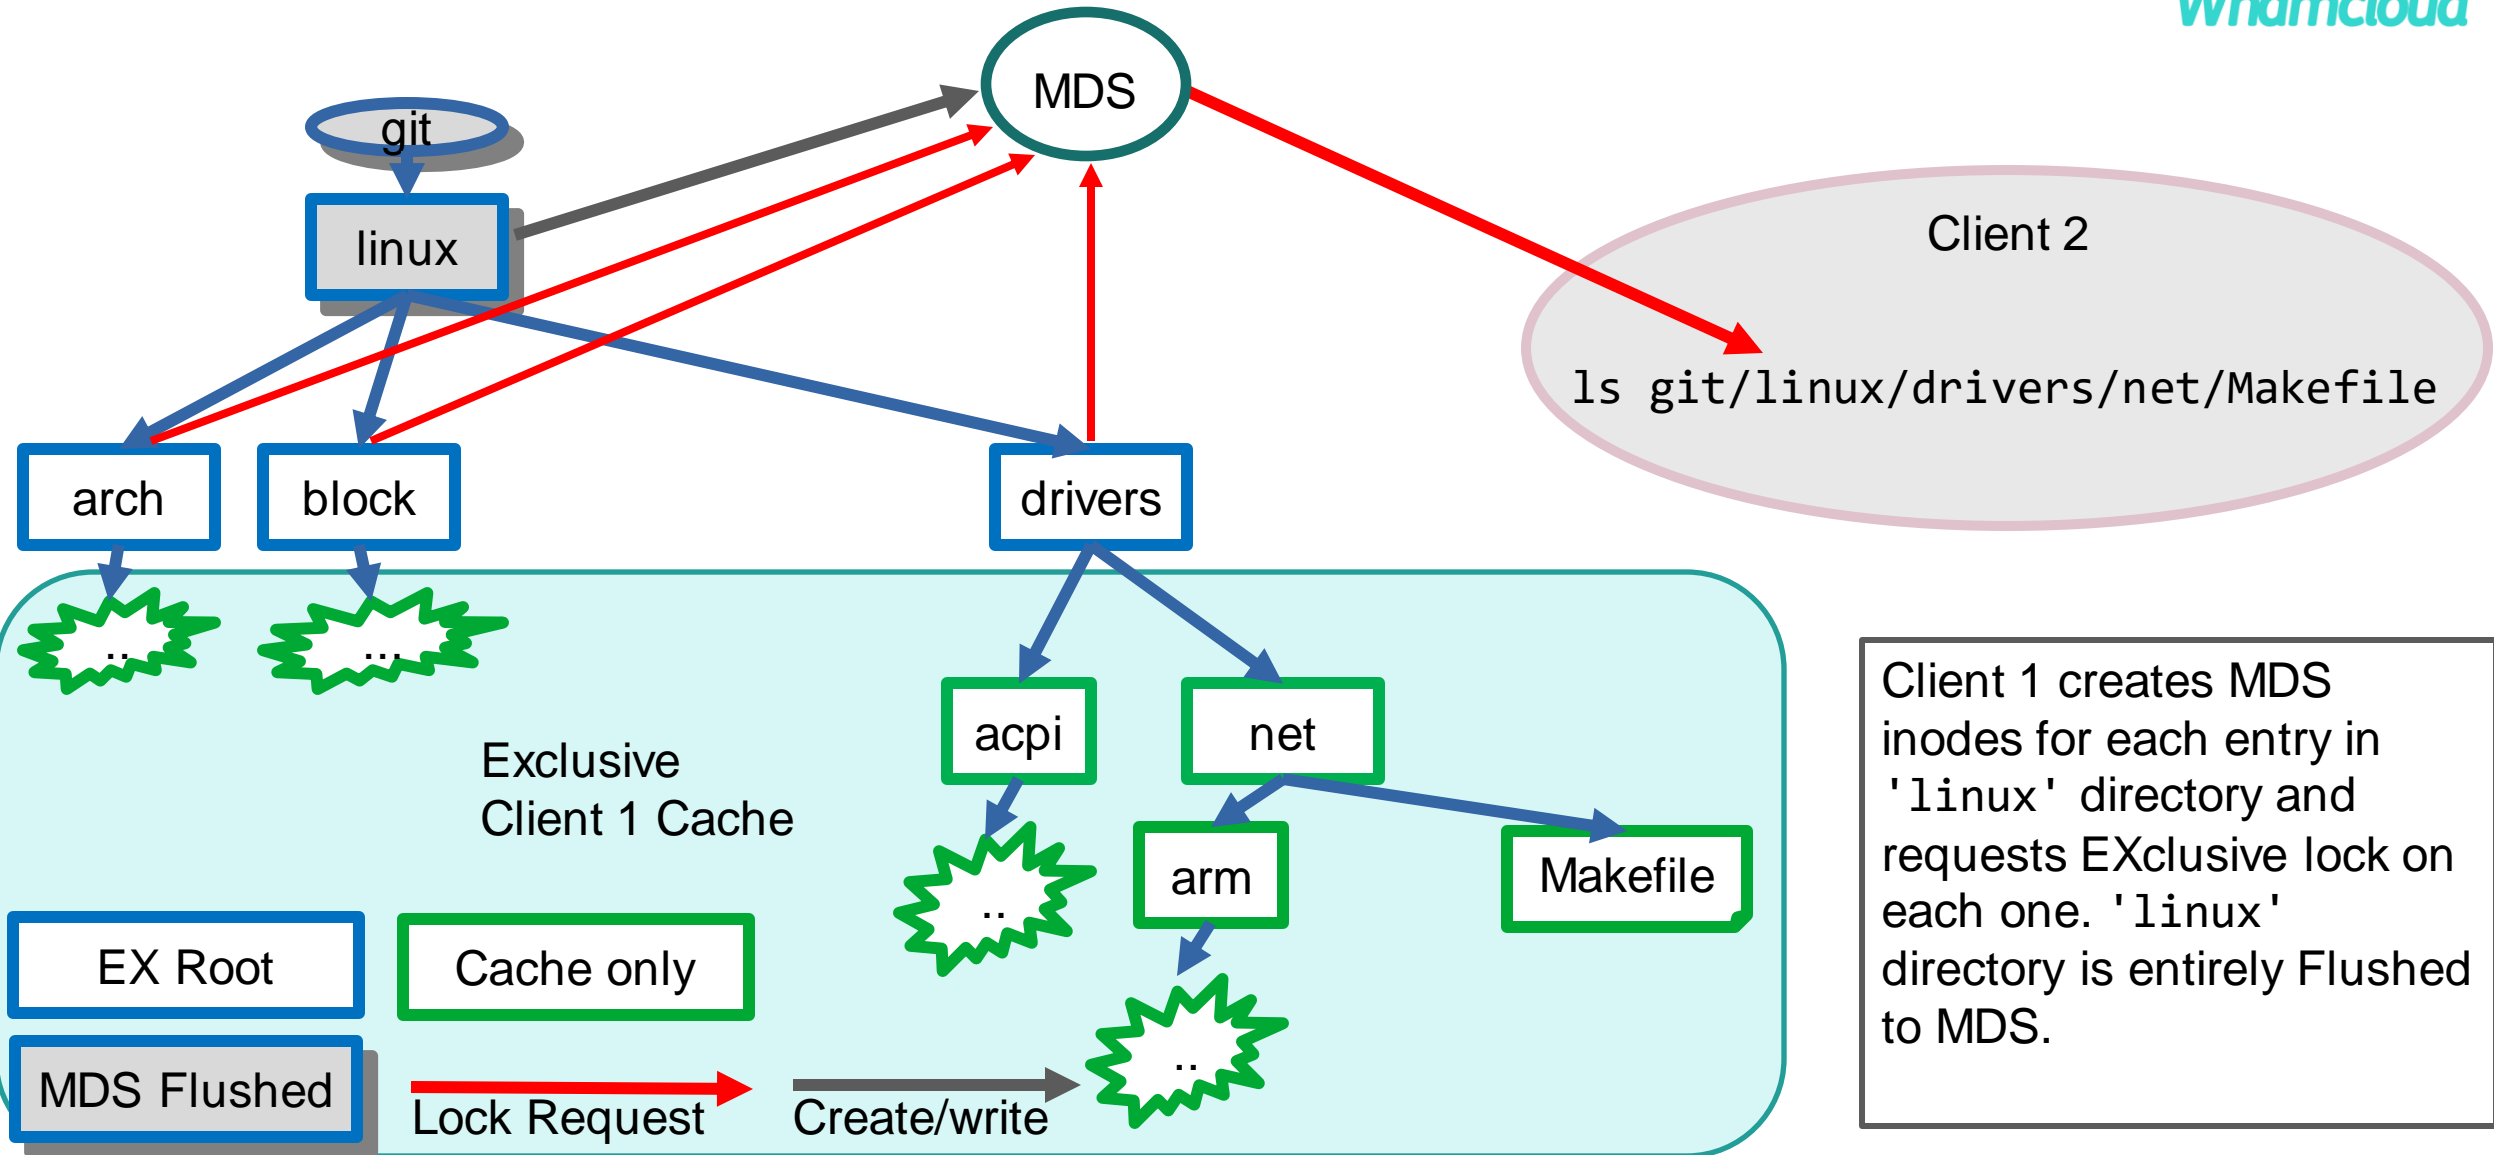 Whamcloud
MDS
git
linux
Client 2
ls git/linux/drivers/net/Makefile
arch
block
drivers
..
...
acpi
net
Exclusive
Client 1 Cache
..
arm
Makefile
..
EX Root
Cache only
MDS Flushed
Lock Request
Create/write
Client 1 creates MDS
inodes for each entry in
'linux' directory and
requests EXclusive lock on
each one. 'linux'
directory is entirely Flushed
to MDS.